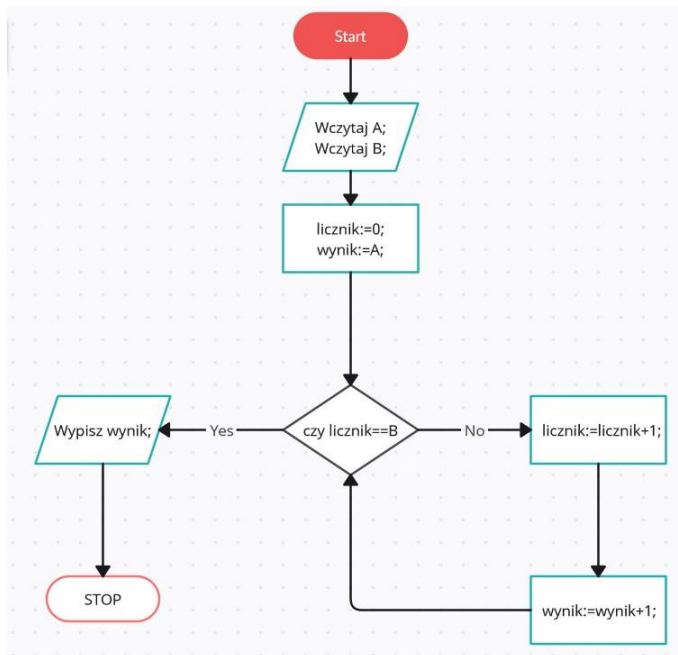 Start
Wczytaj A;
Wczytaj B;
licznik:=0;
wynik:=A;
czy licznik==B
Yes
Wypisz wynik;
STOP
No
licznik:=licznik+1;
wynik:=wynik+1;